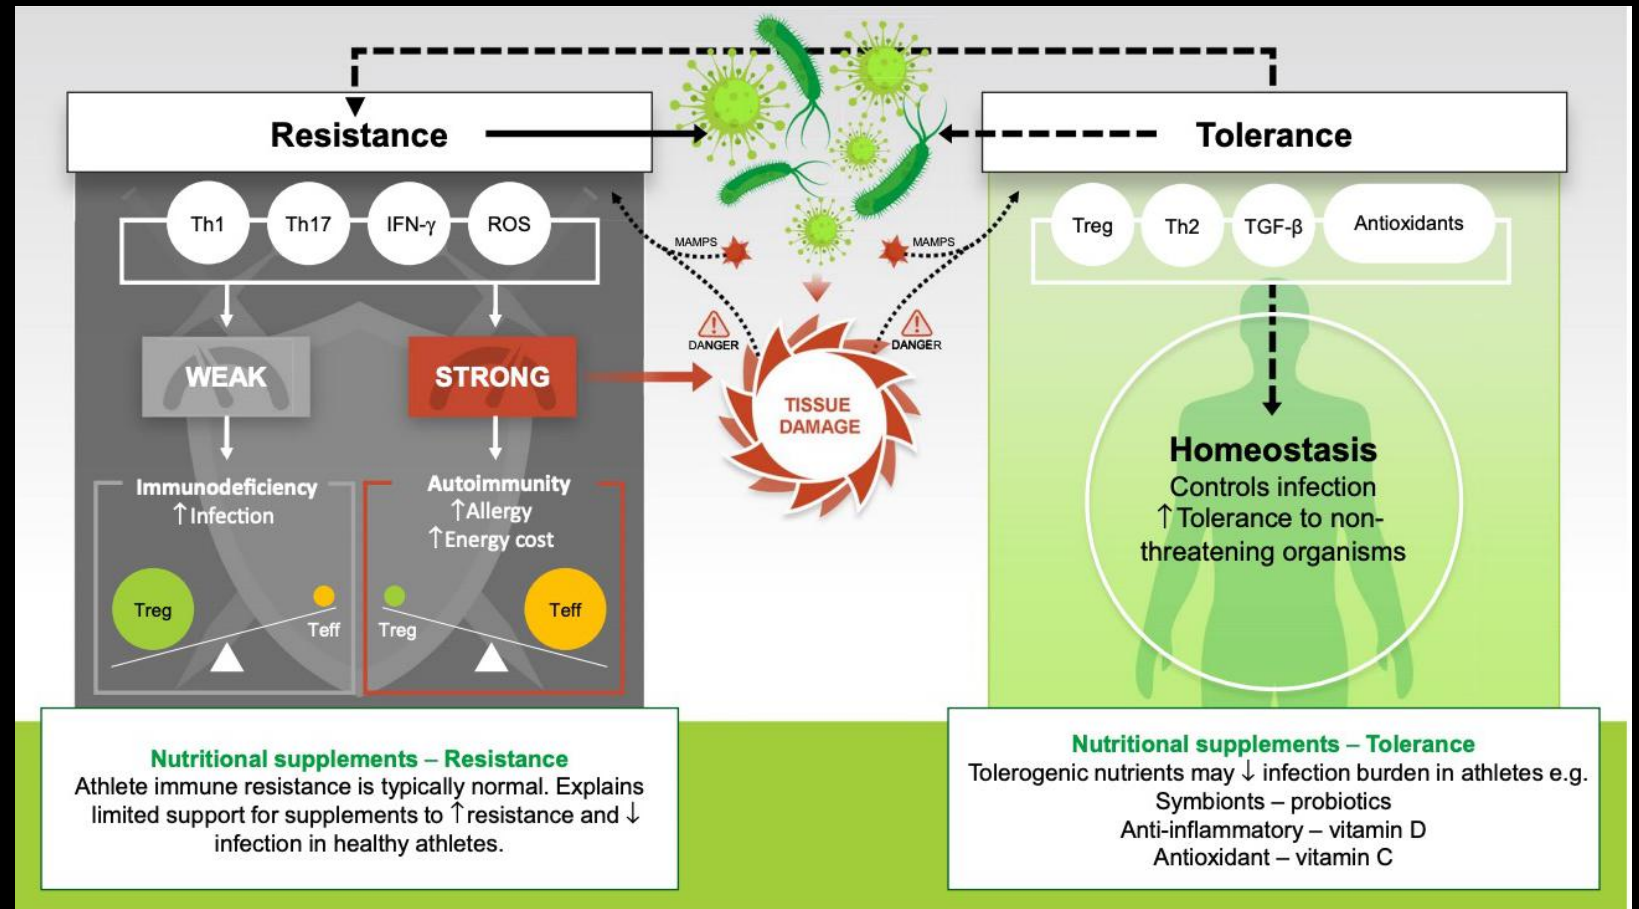 Resistance
Tolerance
Th1
Th17
IFN-γ
ROS
MAMPS
MAMPS
Treg
Th2
TGF-β
Antioxidants
WEAK
STRONG
DANGER
DANGER
TISSUE
DAMAGE
Immunodeficiency
↑Infection
Autoimmunity
↑Allergy
↑Energy cost
Treg
Teff
Treg
Teff
Homeostasis
Controls infection
↑Tolerance to non-
threatening organisms
Nutritional supplements – Resistance
Athlete immune resistance is typically normal. Explains
limited support for supplements to ↑resistance and ↓
infection in healthy athletes.
Nutritional supplements – Tolerance
Tolerogenic nutrients may ↓ infection burden in athletes e.g.
Symbionts – probiotics
Anti-inflammatory – vitamin D
Antioxidant – vitamin C